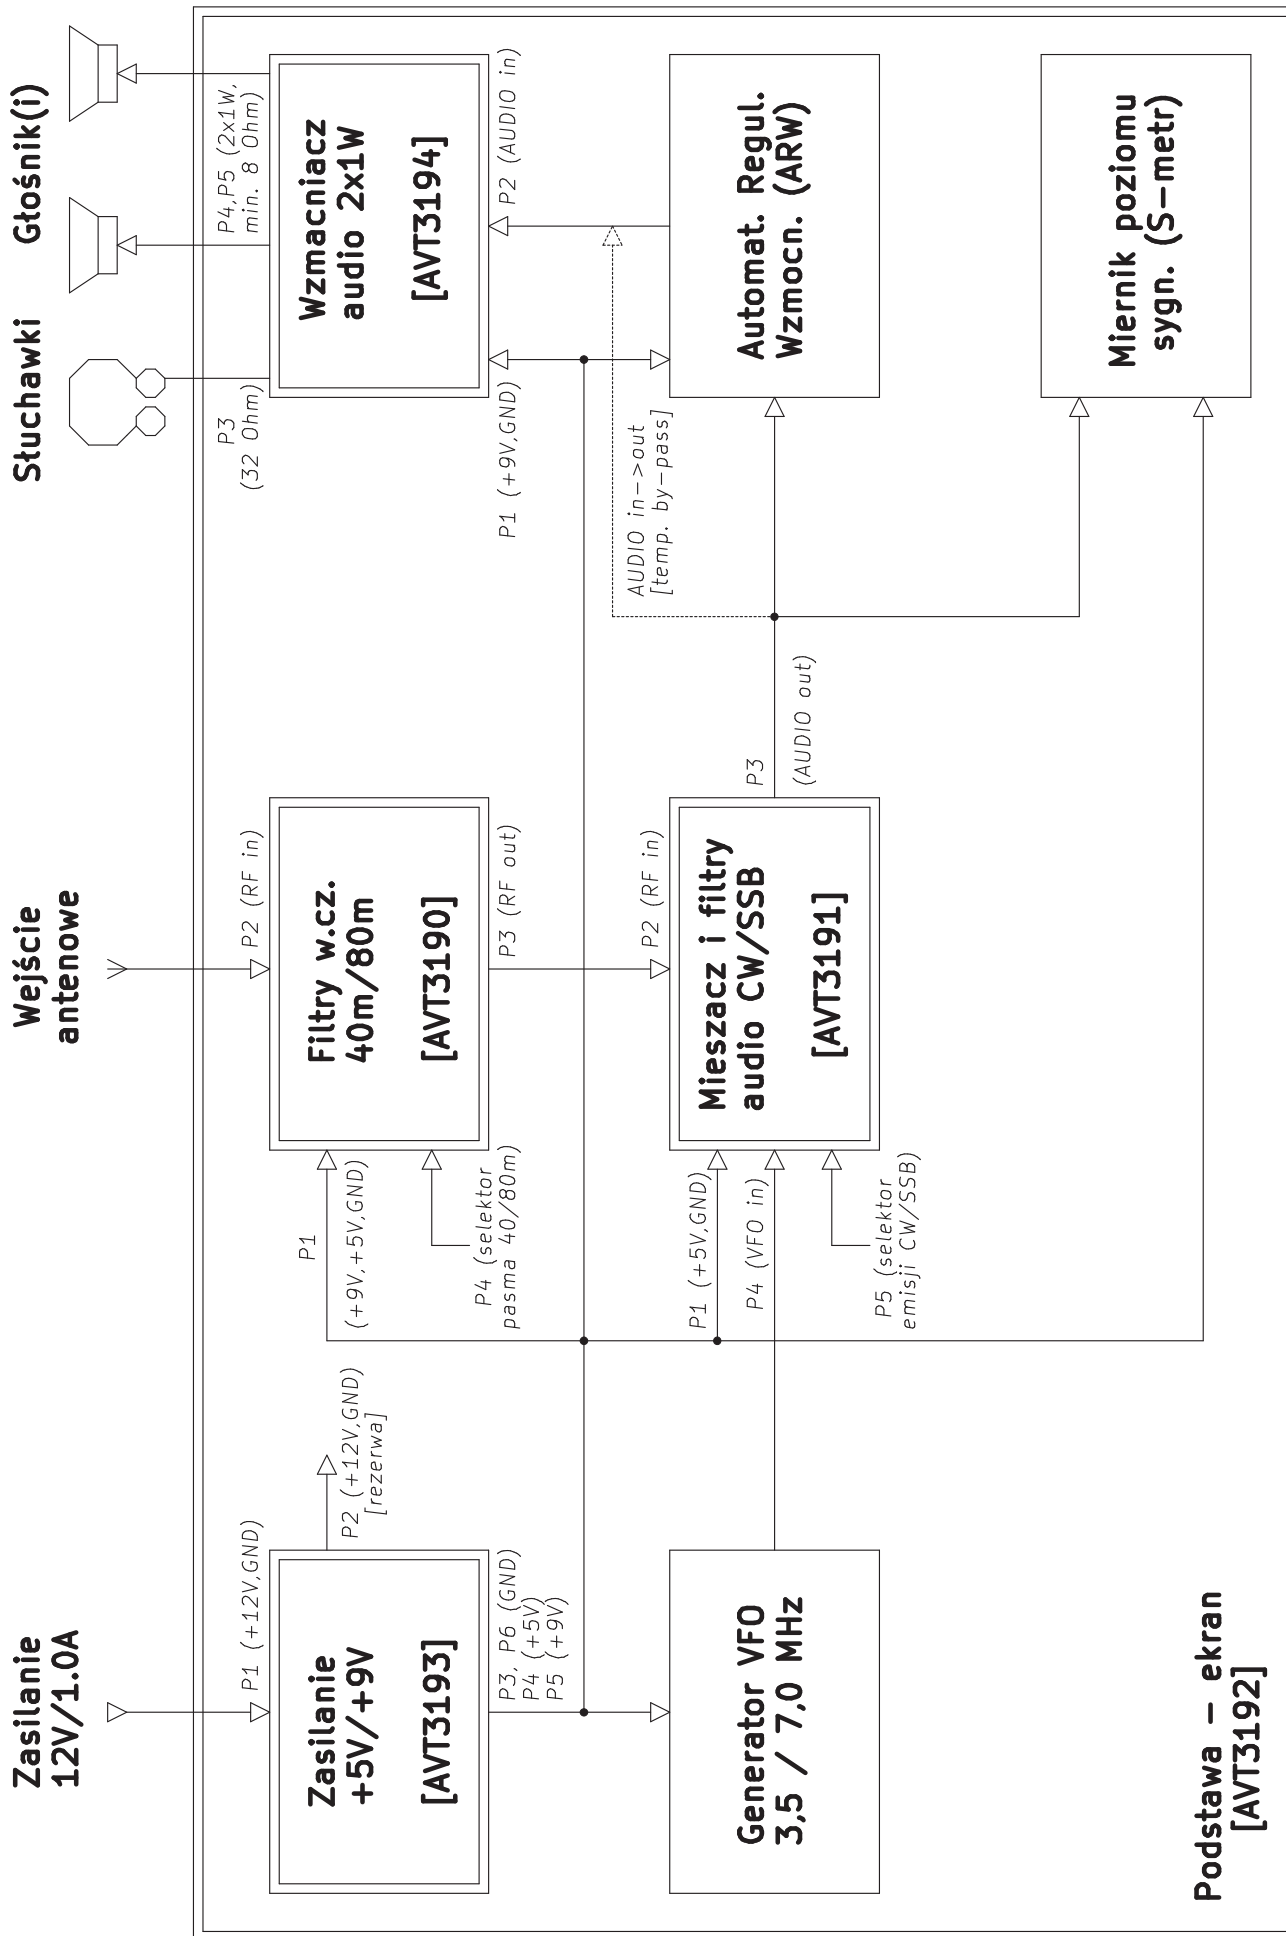 Zasilanie
12V/1.0A
Wejście
antenowe
Słuchawki
Głośnik(i)
P1 (+12V,GND)
P2 (RF in)
P3
(32 Ohm)
P4,P5 (2x1W,
min. 8 Ohm)
Zasilanie
+5V/+9V
[AVT3193]
P2 (+12V,GND)
[rezerwa]
P1
(+9V,+5V,GND)
P4 (selektor
pasma 40/80m)
Filtry w.cz.
40m/80m
[AVT3190]
Wzmacniacz
audio 2x1W
[AVT3194]
P3, P6 (GND)
P4 (+5V)
P5 (+9V)
P3 (RF out)
P1 (+9V,GND)
P2 (AUDIO in)
AUDIO in->out
[temp. by-pass]
P2 (RF in)
Generator VFO
3,5 / 7,0 MHz
P1 (+5V,GND)
P4 (VFO in)
P5 (selektor
emisji CW/SSB)
Mieszacz i filtry
audio CW/SSB
[AVT3191]
P3
(AUDIO out)
Automat. Regul.
Wzmocn. (ARW)
Miernik poziomu
sygn. (S-metr)
Podstawa - ekran
[AVT3192]